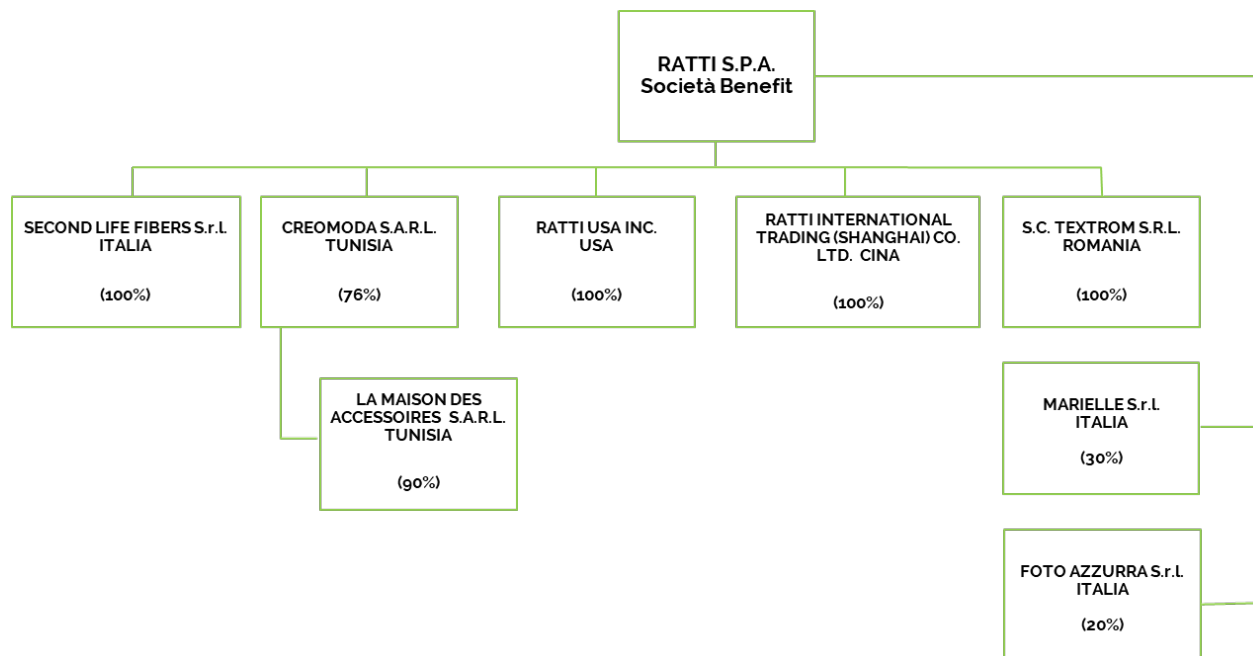 RATTI S.P.A.
Società Benefit
SECOND LIFE FIBERS S.r.l.
ITALIA
(100%)
CREOMODA S.A.R.L.
TUNISIA
(76%)
RATTI USA INC.
USA
(100%)
RATTI INTERNATIONAL
TRADING (SHANGHAI) CO.
LTD. CINA
(100%)
S.C. TEXTROM S.R.L.
ROMANIA
(100%)
LA MAISON DES
ACCESSOIRES S.A.R.L.
TUNISIA
(90%)
MARIELLE S.r.l.
ITALIA
(30%)
FOTO AZZURRA S.r.l.
ITALIA
(20%)